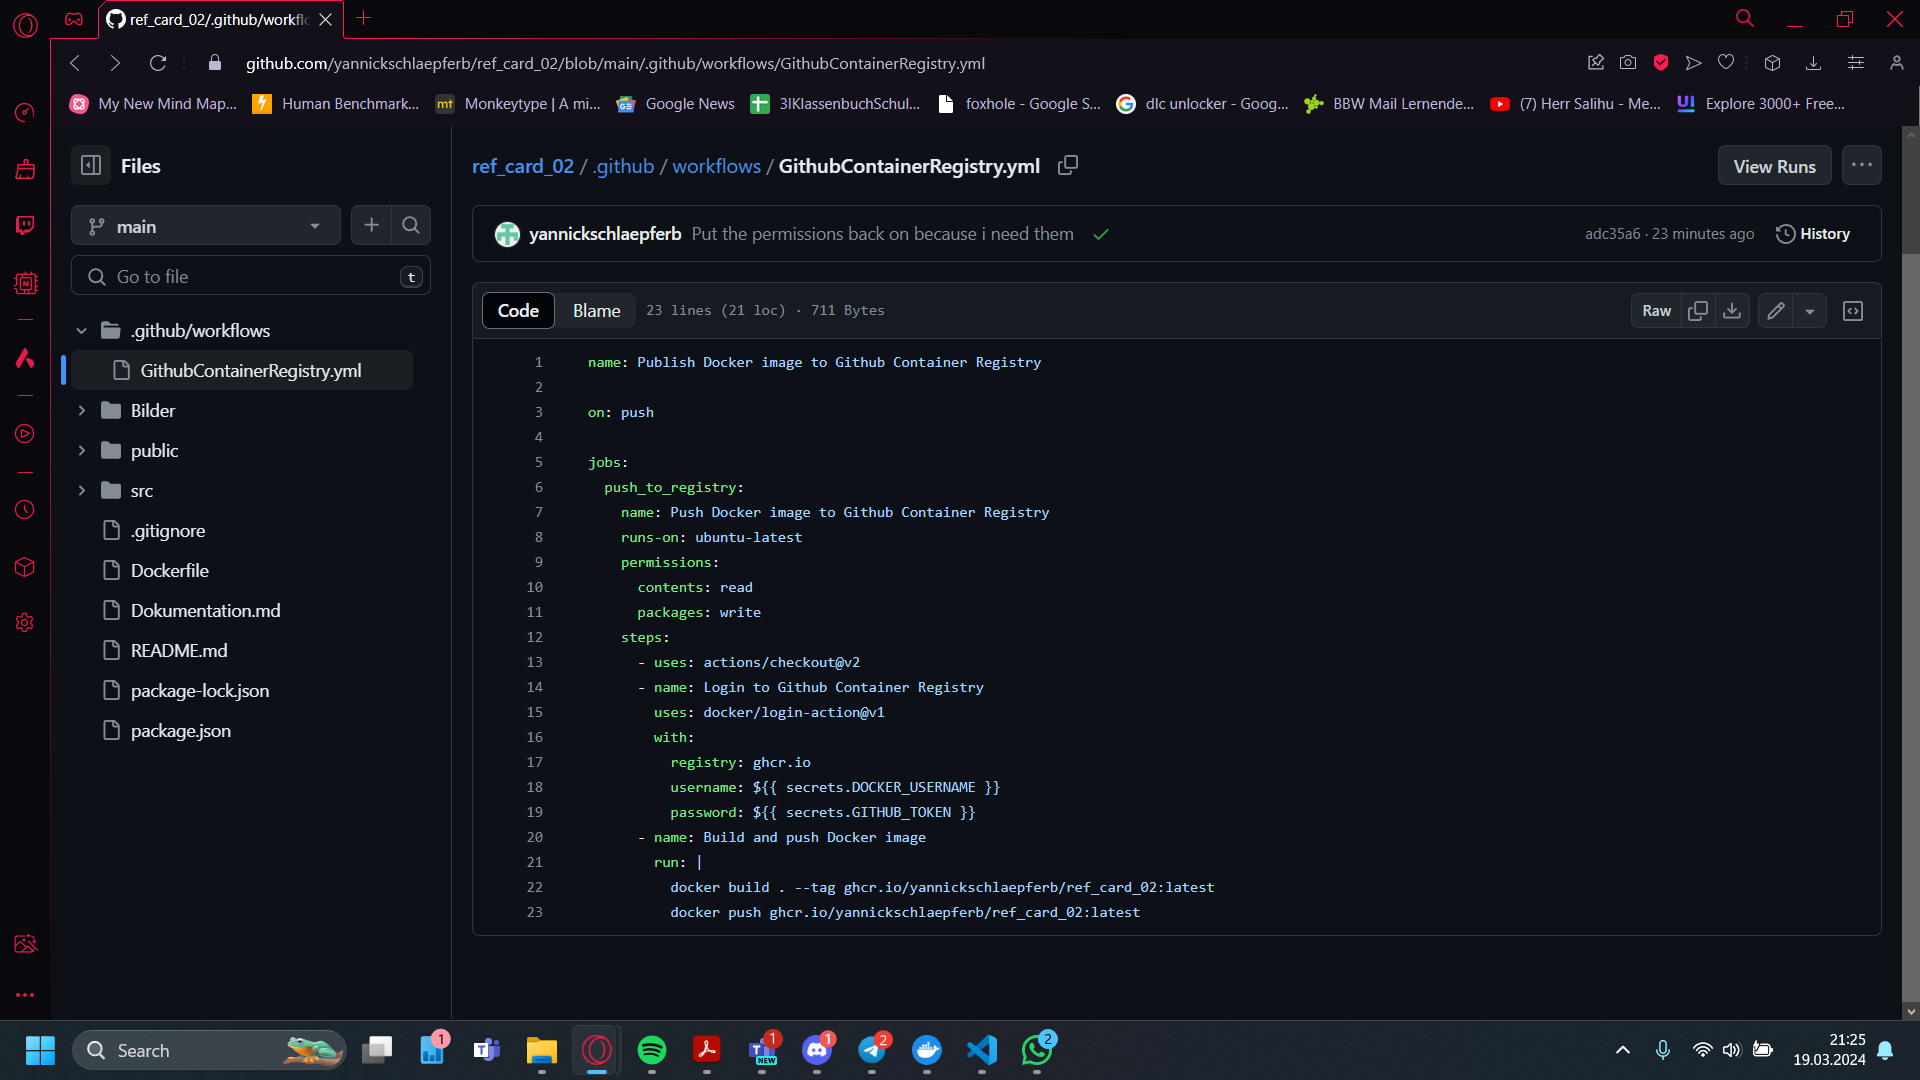 ref_card_02/.github/workfl
github.com/yannickschlaepferb/ref_card_02/blob/main/.github/workflows/GithubContainerRegistry.yml
My New Mind Map... Human Benchmark... mt Monkeytype | A mi... Google News 3IKlassenbuchSchul... foxhole - Google S... dlc unlocker - Goog... BBW Mail Lernende... (7) Herr Salihu - Me... UI Explore 3000+ Free...
Files
ref_card_02 / .github / workflows / GithubContainerRegistry.yml
View Runs
main
yannickschlaepferb Put the permissions back on because i need them
adc35a6 · 23 minutes ago History
Go to file t
Code Blame 23 lines (21 loc) · 711 Bytes
Raw
.github/workflows
GithubContainerRegistry.yml
Bilder
public
src
.gitignore
Dockerfile
Dokumentation.md
README.md
package-lock.json
package.json
1 name: Publish Docker image to Github Container Registry
2
3 on: push
4
5 jobs:
6 push_to_registry:
7 name: Push Docker image to Github Container Registry
8 runs-on: ubuntu-latest
9 permissions:
10 contents: read
11 packages: write
12 steps:
13 - uses: actions/checkout@v2
14 - name: Login to Github Container Registry
15 uses: docker/login-action@v1
16 with:
17 registry: ghcr.io
18 username: ${{ secrets.DOCKER_USERNAME }}
19 password: ${{ secrets.GITHUB_TOKEN }}
20 - name: Build and push Docker image
21 run: |
22 docker build . --tag ghcr.io/yannickschlaepferb/ref_card_02:latest
23 docker push ghcr.io/yannickschlaepferb/ref_card_02:latest
Search
1
1
NEW
1
2
2
21:25
19.03.2024